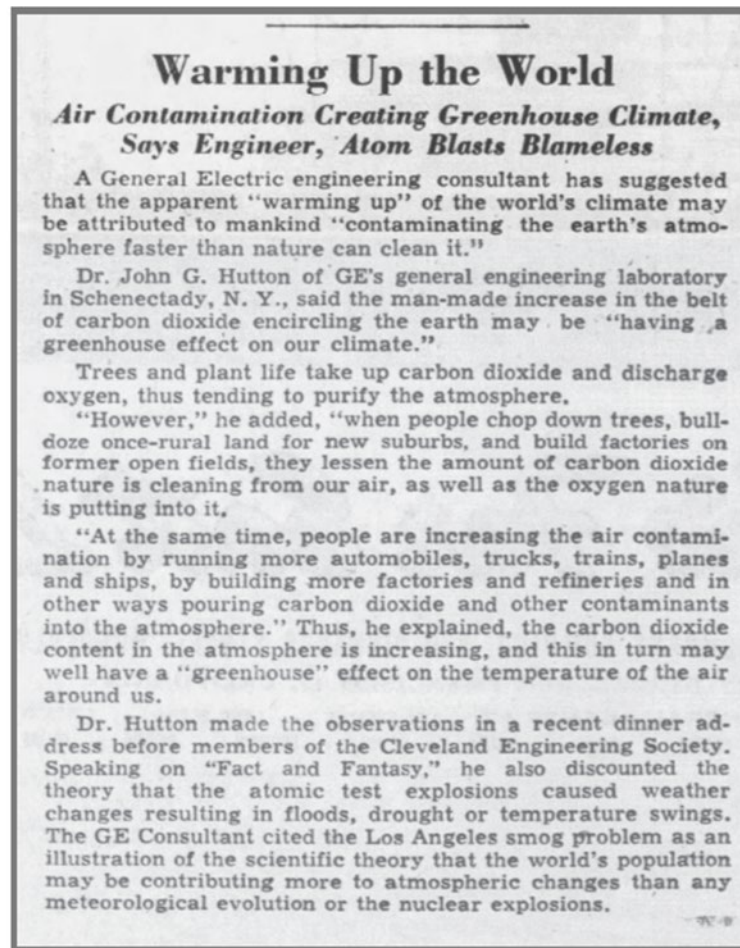 Warming Up the World
Air Contamination Creating Greenhouse Climate,
Says Engineer, Atom Blasts Blameless
A General Electric engineering consultant has suggested
that the apparent "warming up" of the world's climate may
be attributed to mankind "contaminating the earth's atmo-
sphere faster than nature can clean it."
Dr. John G. Hutton of GE's general engineering laboratory
in Schenectady, N. Y., said the man-made increase in the belt
of carbon dioxide encircling the earth may be "having a
greenhouse effect on our climate."
Trees and plant life take up carbon dioxide and discharge
oxygen, thus tending to purify the atmosphere.
"However," he added, "when people chop down trees, bull-
doze once-rural land for new suburbs, and build factories on
former open fields, they lessen the amount of carbon dioxide
nature is cleaning from our air, as well as the oxygen nature
is putting into it.
"At the same time, people are increasing the air contami-
nation by running more automobiles, trucks, trains, planes
and ships, by building more factories and refineries and in
other ways pouring carbon dioxide and other contaminants
into the atmosphere." Thus, he explained, the carbon dioxide
content in the atmosphere is increasing, and this in turn may
well have a "greenhouse" effect on the temperature of the air
around us.
Dr. Hutton made the observations in a recent dinner ad-
dress before members of the Cleveland Engineering Society.
Speaking on "Fact and Fantasy," he also discounted the
theory that the atomic test explosions caused weather
changes resulting in floods, drought or temperature swings.
The GE Consultant cited the Los Angeles smog problem as an
illustration of the scientific theory that the world's population
may be contributing more to atmospheric changes than any
meteorological evolution or the nuclear explosions.